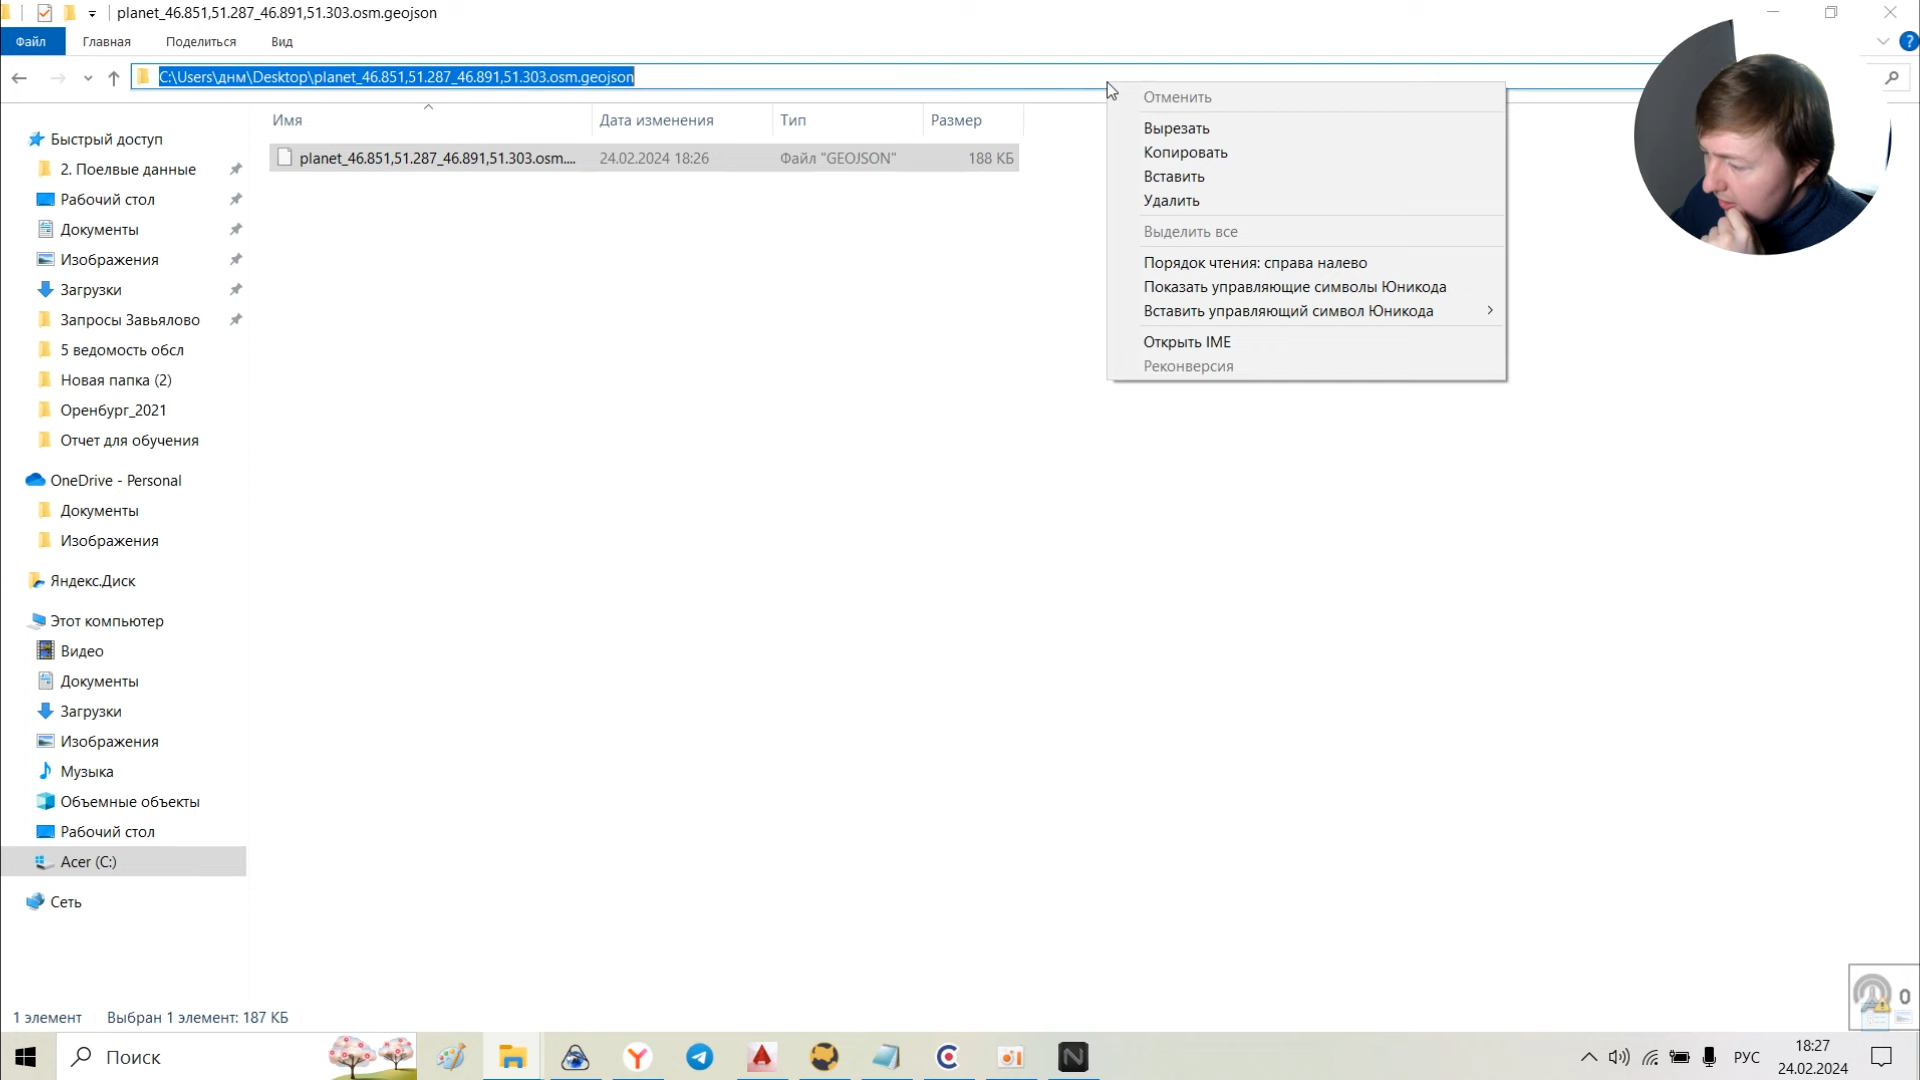 planet_46.851,51.287_46.891,51.303.osm.geojson
Файл
Главная
Поделиться
Вид
?
C:\Users\днм\Desktop\planet_46.851,51.287_46.891,51.303.osm.geojson
Имя
Дата изменения
Тип
Размер
planet_46.851,51.287_46.891,51.303.osm....
24.02.2024 18:26
Файл "GEOJSON"
188 КБ
Отменить
Вырезать
Копировать
Вставить
Удалить
Выделить все
Порядок чтения: справа налево
Показать управляющие символы Юникода
Вставить управляющий символ Юникода
Открыть IME
Реконверсия
Быстрый доступ
2. Поелвые данные
Рабочий стол
Документы
Изображения
Загрузки
Запросы Завьялово
5 ведомость обсл
Новая папка (2)
Оренбург_2021
Отчет для обучения
OneDrive - Personal
Документы
Изображения
Яндекс.Диск
Этот компьютер
Видео
Документы
Загрузки
Изображения
Музыка
Объемные объекты
Рабочий стол
Acer (C:)
Сеть
0
1 элемент
Выбран 1 элемент: 187 КБ
Поиск
РУС
18:27
24.02.2024